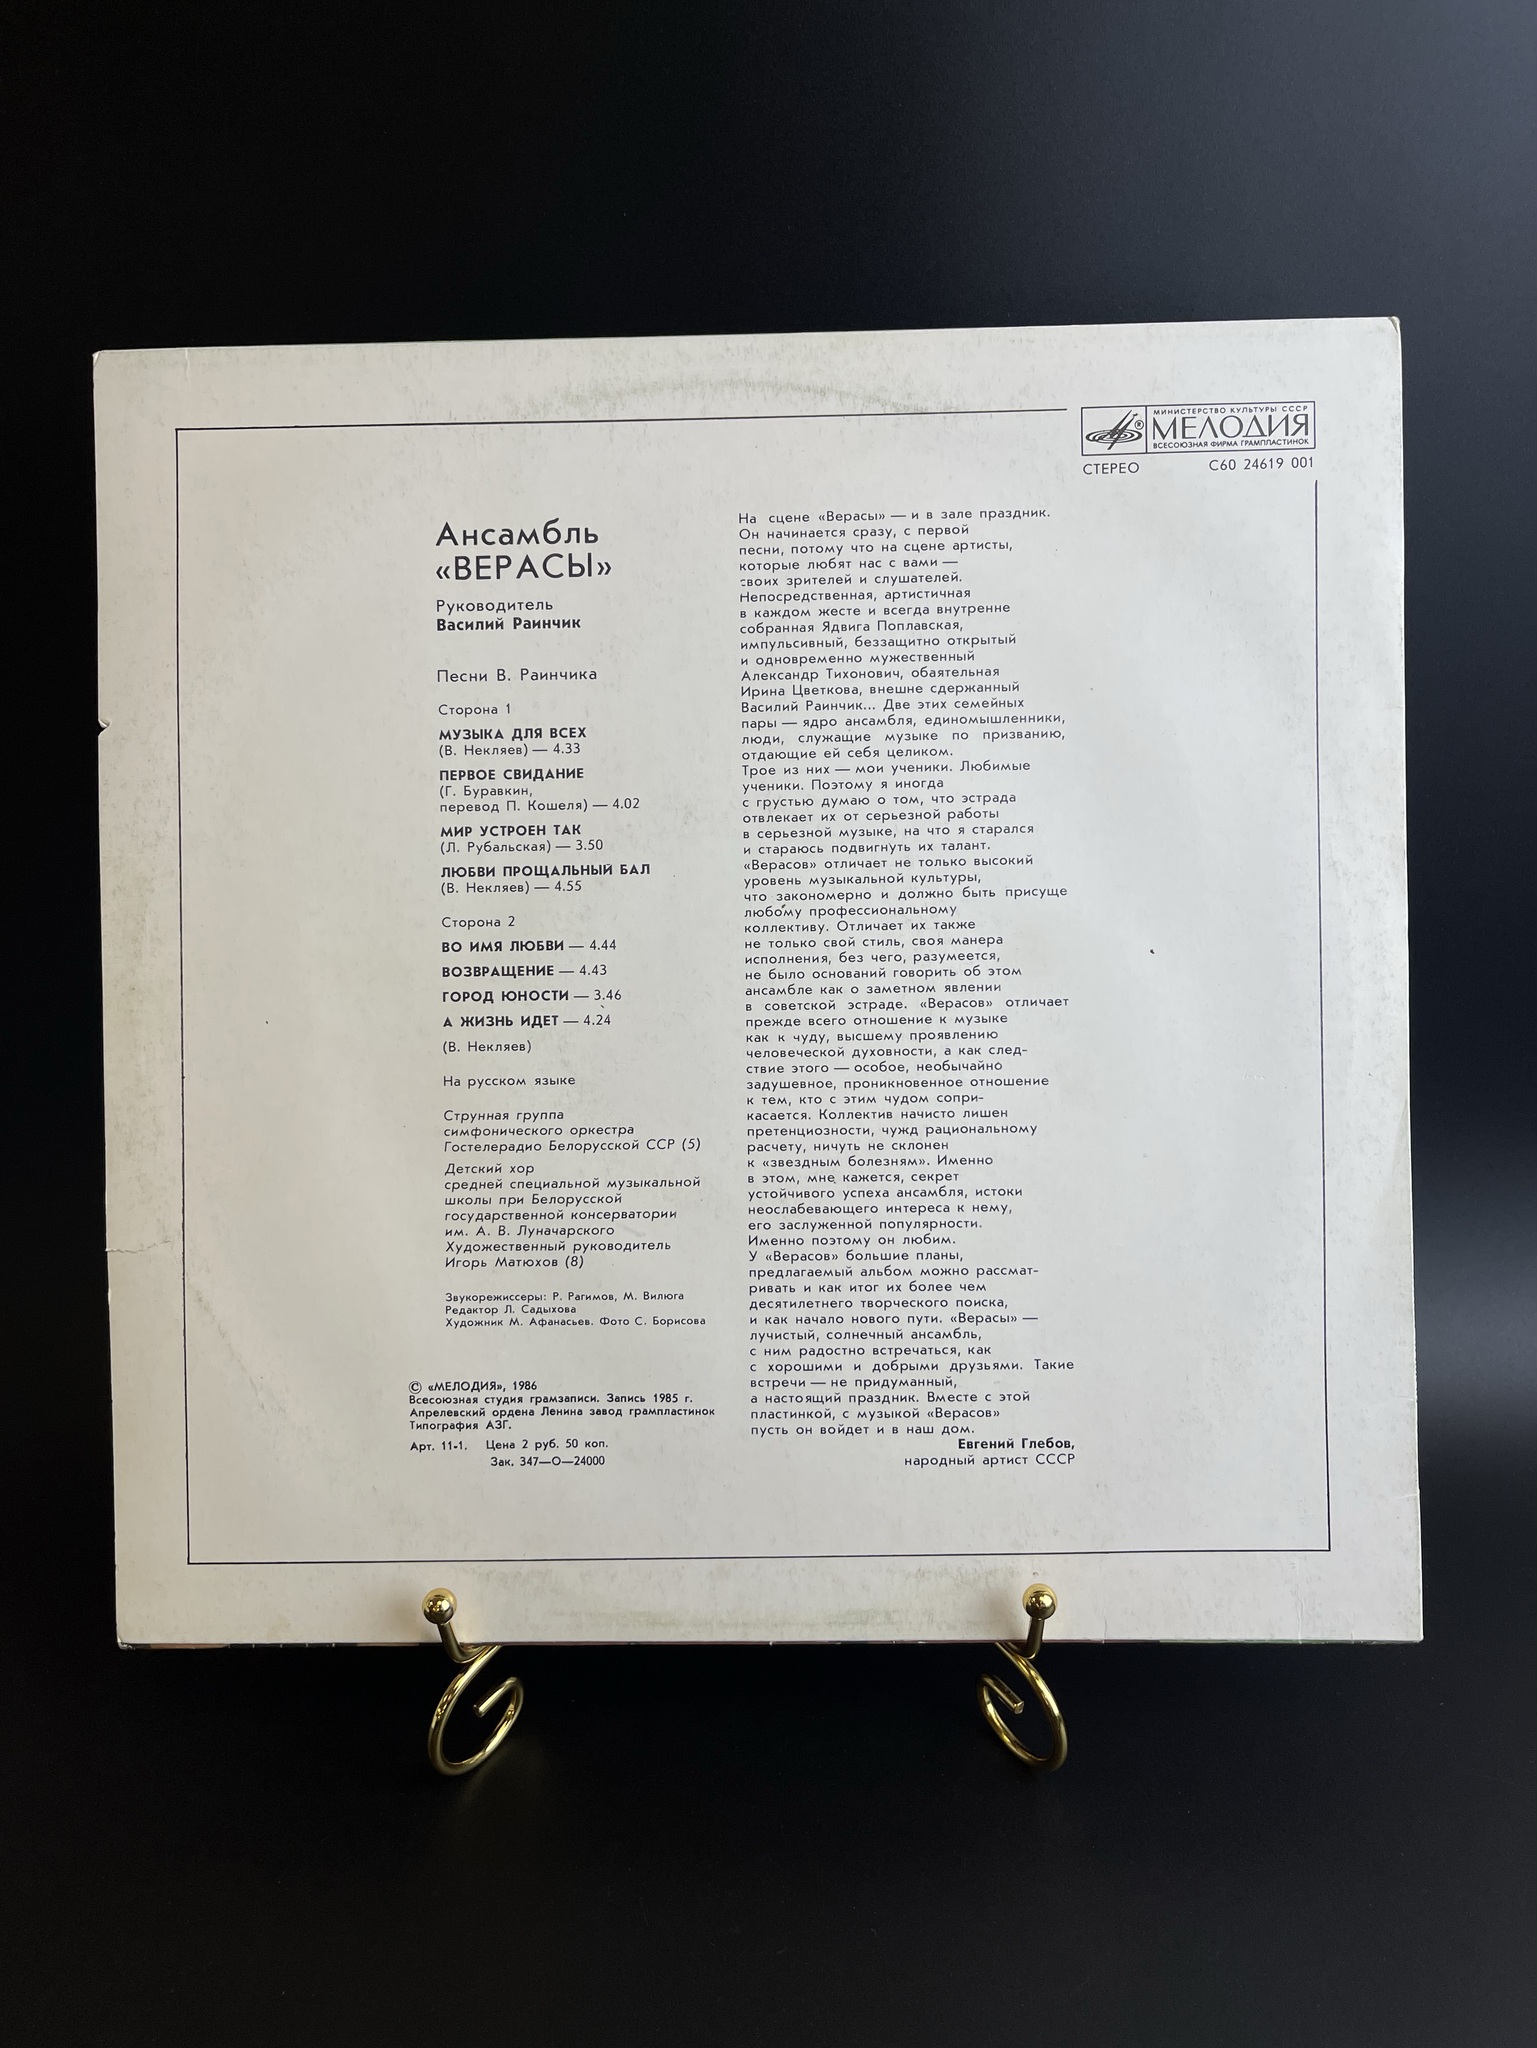 МИНИСТЕРСТВО КУЛЬТУРЫ СССР
МЕЛОДИЯ
ВСЕСОЮЗНАЯ ФИРМА ГРАМПЛАСТИНОК
СТЕРЕО
С60 24619 001
Ансамбль
«ВЕРАСЫ»
Руководитель
Василий Раинчик
Песни В. Раинчика
Сторона 1
МУЗЫКА ДЛЯ ВСЕХ
(В. Некляев) — 4.33
ПЕРВОЕ СВИДАНИЕ
(Г. Буравкин,
перевод П. Кошеля) — 4.02
МИР УСТРОЕН ТАК
(Л. Рубальская) — 3.50
ЛЮБВИ ПРОЩАЛЬНЫЙ БАЛ
(В. Некляев) — 4.55
Сторона 2
ВО ИМЯ ЛЮБВИ — 4.44
ВОЗВРАЩЕНИЕ — 4.43
ГОРОД ЮНОСТИ — 3.46
А ЖИЗНЬ ИДЕТ — 4.24
(В. Некляев)
На русском языке
Струнная группа
симфонического оркестра
Гостелерадио Белорусской ССР (5)
Детский хор
средней специальной музыкальной
школы при Белорусской
государственной консерватории
им. А. В. Луначарского
Художественный руководитель
Игорь Матюхов (8)
Звукорежиссеры: Р. Рагимов, М. Вилюга
Редактор Л. Садыхова
Художник М. Афанасьев. Фото С. Борисова
© «МЕЛОДИЯ», 1986
Всесоюзная студия грамзаписи. Запись 1985 г.
Апрелевский ордена Ленина завод грампластинок
Типография АЗГ.
Арт. 11-1. Цена 2 руб. 50 коп.
Зак. 347—О—24000
На сцене «Верасы» — и в зале праздник.
Он начинается сразу, с первой
песни, потому что на сцене артисты,
которые любят нас с вами —
своих зрителей и слушателей.
Непосредственная, артистичная
в каждом жесте и всегда внутренне
собранная Ядвига Поплавская,
импульсивный, беззащитно открытый
и одновременно мужественный
Александр Тихонович, обаятельная
Ирина Цветкова, внешне сдержанный
Василий Раинчик... Две этих семейных
пары — ядро ансамбля, единомышленники,
люди, служащие музыке по призванию,
отдающие ей себя целиком.
Трое из них — мои ученики. Любимые
ученики. Поэтому я иногда
с грустью думаю о том, что эстрада
отвлекает их от серьезной работы
в серьезной музыке, на что я старался
и стараюсь подвигнуть их талант.
«Верасов» отличает не только высокий
уровень музыкальной культуры,
что закономерно и должно быть присуще
любому профессиональному
коллективу. Отличает их также
не только свой стиль, своя манера
исполнения, без чего, разумеется,
не было оснований говорить об этом
ансамбле как о заметном явлении
в советской эстраде. «Верасов» отличает
прежде всего отношение к музыке
как к чуду, высшему проявлению
человеческой духовности, а как след-
ствие этого — особое, необычайно
задушевное, проникновенное отношение
к тем, кто с этим чудом сопри-
касается. Коллектив начисто лишен
претенциозности, чужд рациональному
расчету, ничуть не склонен
к «звездным болезням». Именно
в этом, мне кажется, секрет
устойчивого успеха ансамбля, истоки
неослабевающего интереса к нему,
его заслуженной популярности.
Именно поэтому он любим.
У «Верасов» большие планы,
предлагаемый альбом можно рассмат-
ривать и как итог их более чем
десятилетнего творческого поиска,
и как начало нового пути. «Верасы» —
лучистый, солнечный ансамбль,
с ним радостно встречаться, как
с хорошими и добрыми друзьями. Такие
встречи — не придуманный,
а настоящий праздник. Вместе с этой
пластинкой, с музыкой «Верасов»
пусть он войдет и в наш дом.
Евгений Глебов,
народный артист СССР